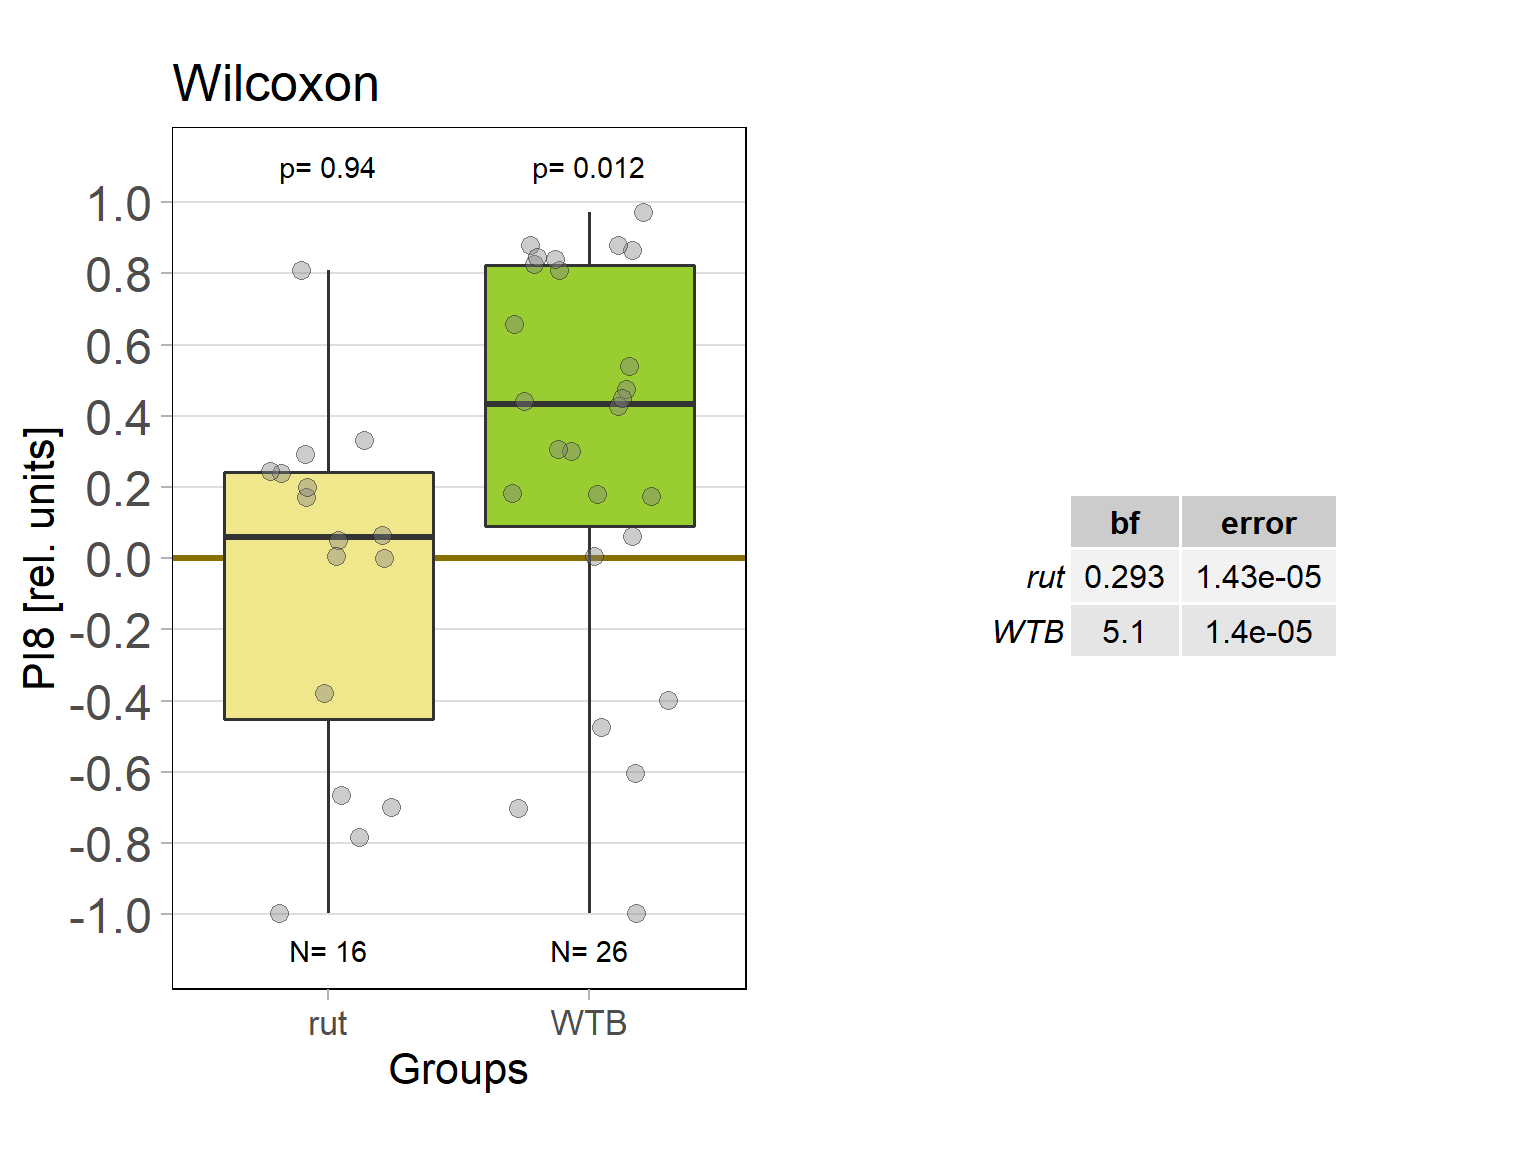 Wilcoxon
p= 0.94 p= 0.012
1.0
0.8
0.6
0.4
0.2
0.0
-0.2
-0.4
-0.6
-0.8
-1.0
PI8 [rel. units]
N= 16 N= 26
rut WTB
Groups
bf error
rut 0.293 1.43e-05
WTB 5.1 1.4e-05